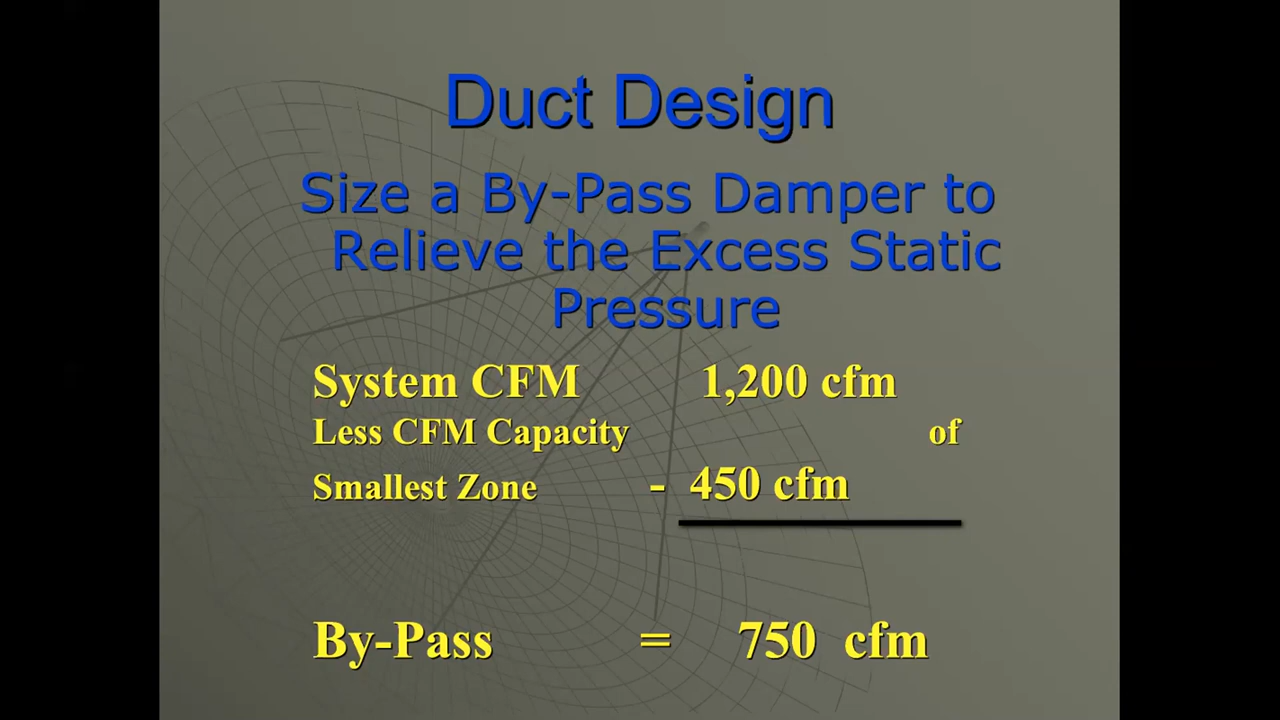 Duct Design
Size a By-Pass Damper to
Relieve the Excess Static
Pressure
System CFM 1,200 cfm
Less CFM Capacity of
Smallest Zone - 450 cfm
By-Pass = 750 cfm